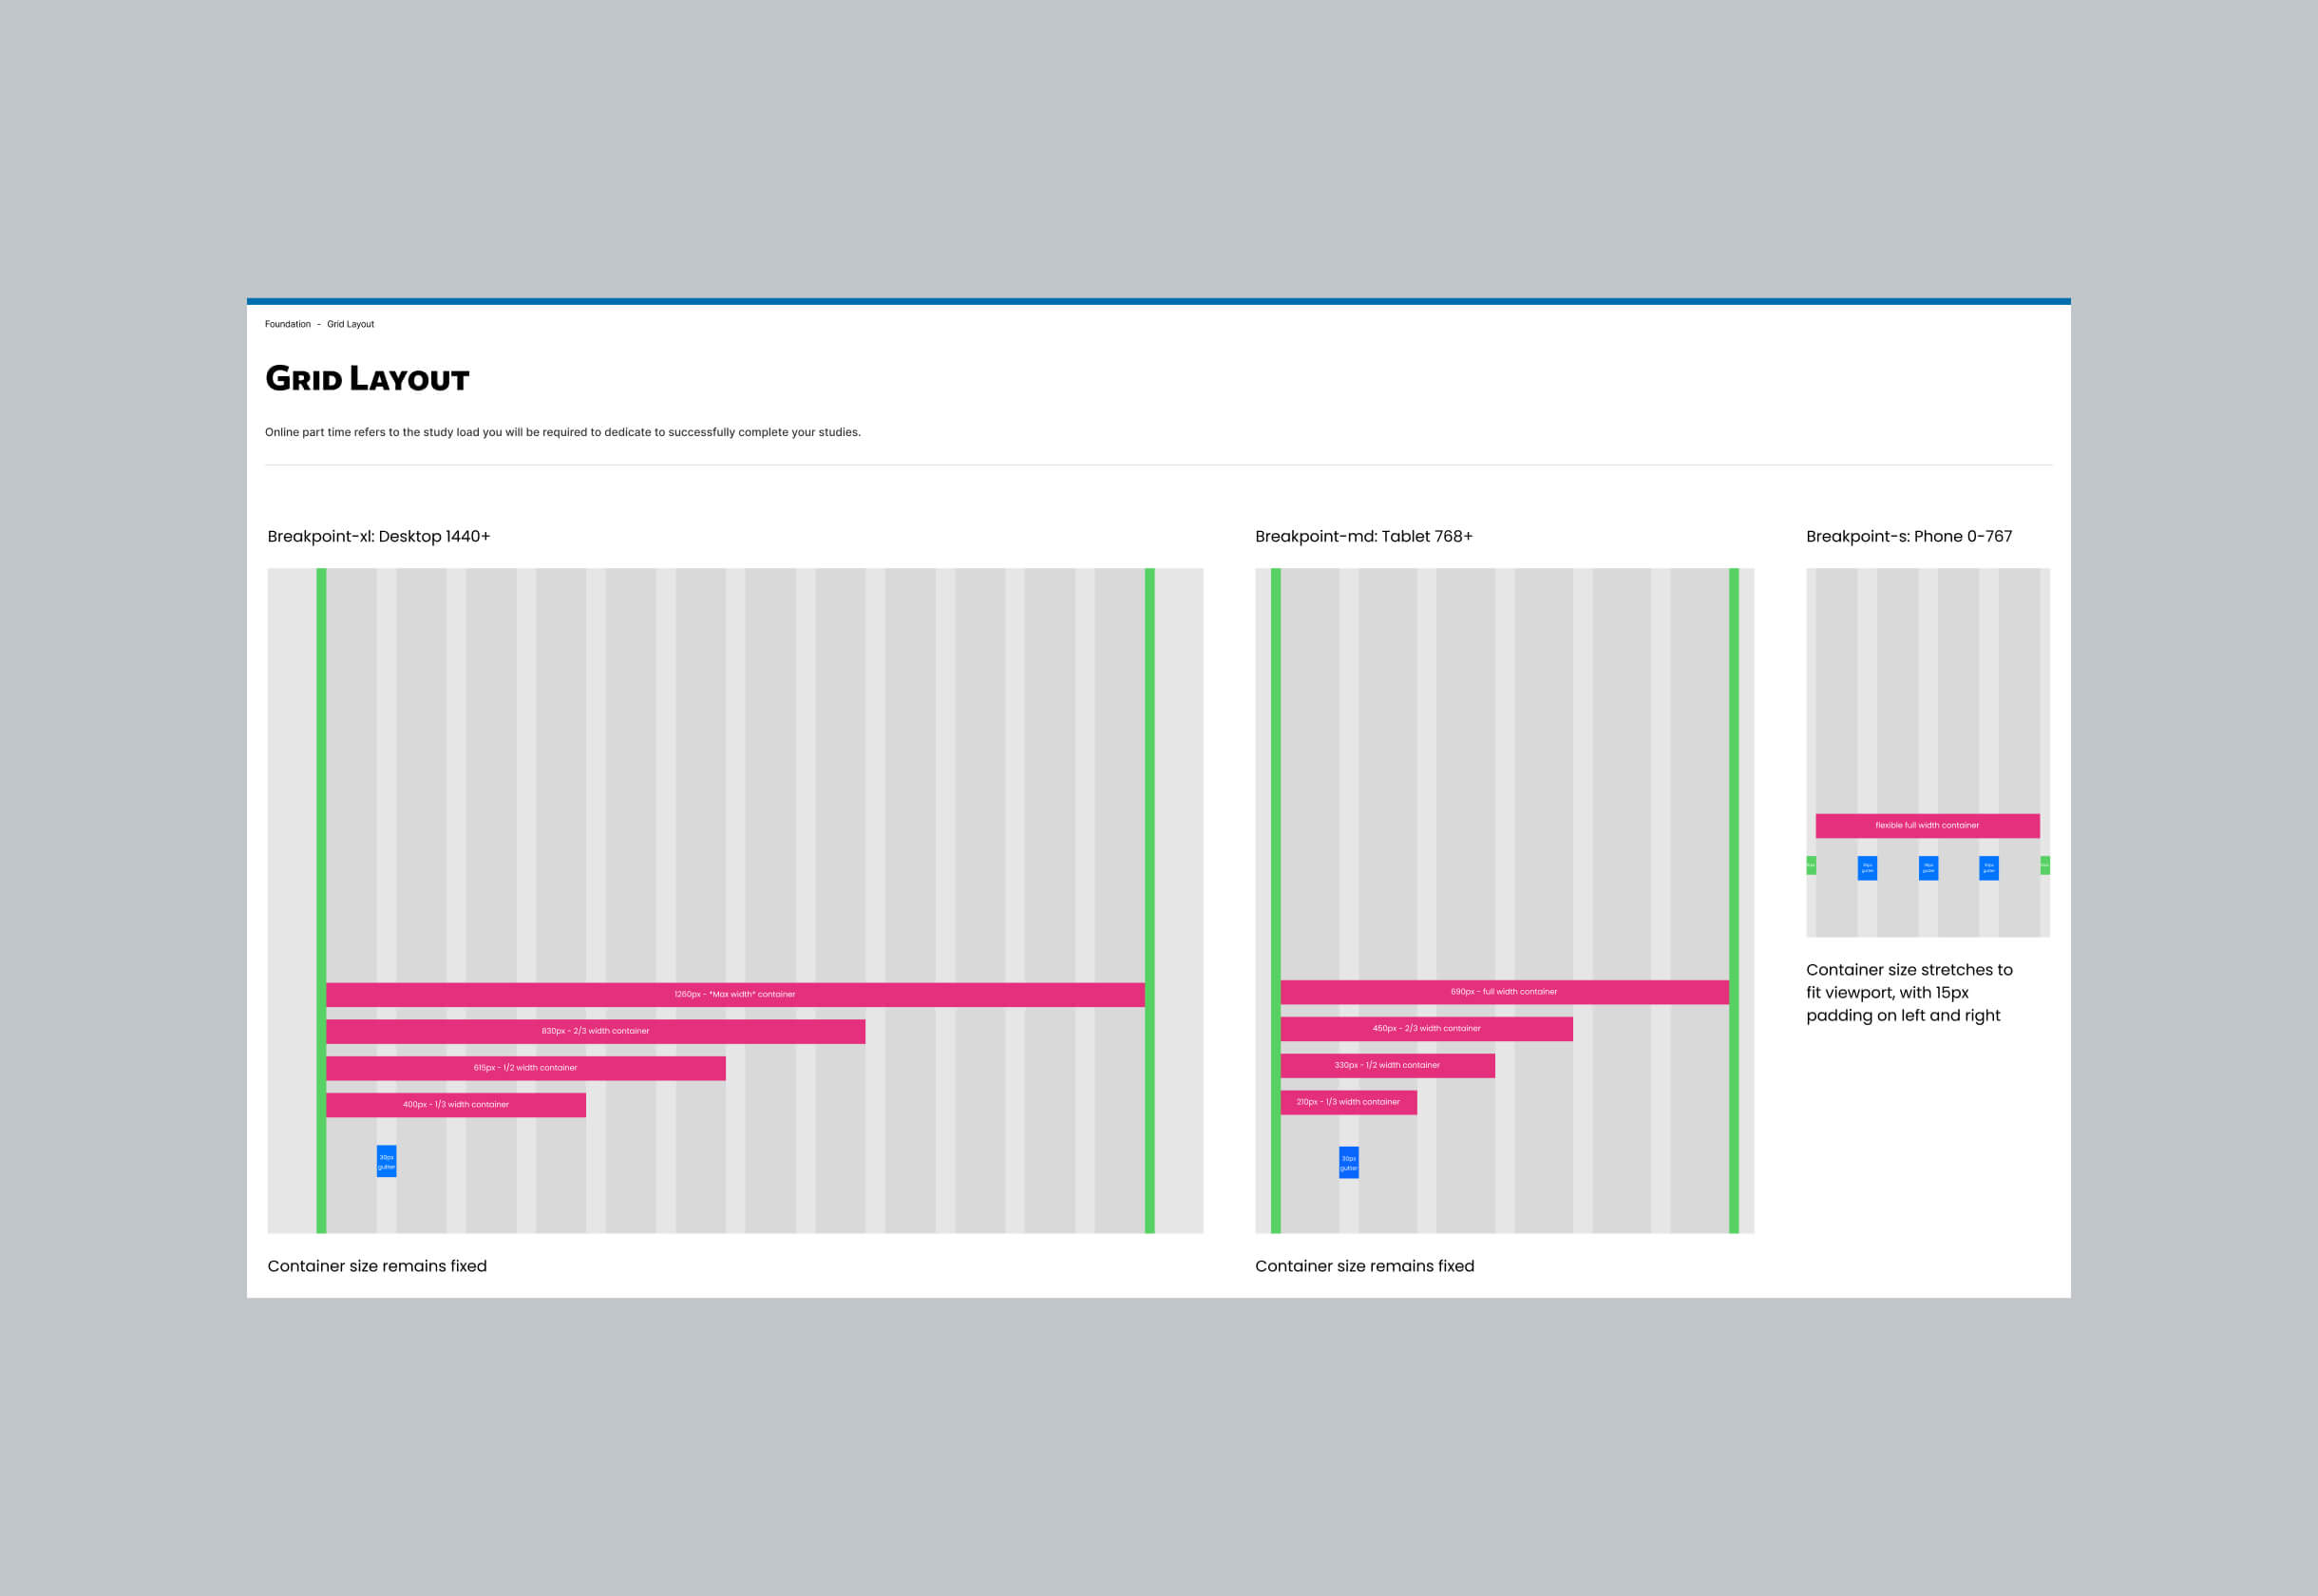 Foundation - Grid Layout
Grid Layout
Online part time refers to the study load you will be required to dedicate to successfully complete your studies.
Breakpoint-xl: Desktop 1440+
1260px - *Max width* container
830px - 2/3 width container
615px - 1/2 width container
400px - 1/3 width container
30px
gutter
Container size remains fixed
Breakpoint-md: Tablet 768+
690px - full width container
450px - 2/3 width container
330px - 1/2 width container
210px - 1/3 width container
30px
gutter
Container size remains fixed
Breakpoint-s: Phone 0-767
flexible full width container
gutter
gutter
gutter
Container size stretches to
fit viewport, with 15px
padding on left and right